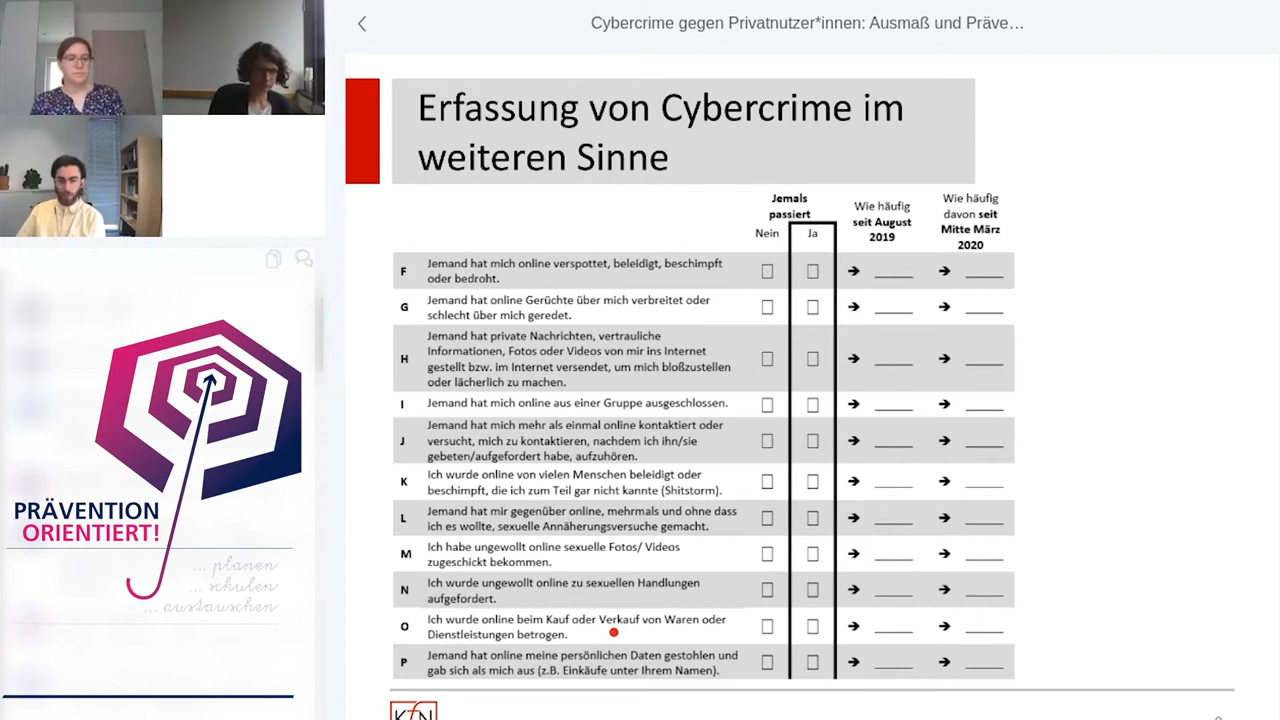 Cybercrime gegen Privatnutzer*innen: Ausmaß und Präve…
Erfassung von Cybercrime im
weiteren Sinne
Jemals
passiert
Nein
Ja
Wie häufig
seit August
2019
Wie häufig
davon seit
Mitte März
2020
F
Jemand hat mich online verspottet, beleidigt, beschimpft
oder bedroht.
G
Jemand hat online Gerüchte über mich verbreitet oder
schlecht über mich geredet.
H
Jemand hat private Nachrichten, vertrauliche
Informationen, Fotos oder Videos von mir ins Internet
gestellt bzw. im Internet versendet, um mich bloßzustellen
oder lächerlich zu machen.
I
Jemand hat mich online aus einer Gruppe ausgeschlossen.
J
Jemand hat mich mehr als einmal online kontaktiert oder
versucht, mich zu kontaktieren, nachdem ich ihn/sie
gebeten/aufgefordert habe, aufzuhören.
K
Ich wurde online von vielen Menschen beleidigt oder
beschimpft, die ich zum Teil gar nicht kannte (Shitstorm).
L
Jemand hat mir gegenüber online, mehrmals und ohne dass
ich es wollte, sexuelle Annäherungsversuche gemacht.
M
Ich habe ungewollt online sexuelle Fotos/ Videos
zugeschickt bekommen.
N
Ich wurde ungewollt online zu sexuellen Handlungen
aufgefordert.
O
Ich wurde online beim Kauf oder Verkauf von Waren oder
Dienstleistungen betrogen.
P
Jemand hat online meine persönlichen Daten gestohlen und
gab sich als mich aus (z.B. Einkäufe unter Ihrem Namen).
PRÄVENTION
ORIENTIERT!
... planen
... schulen
... austauschen
KfN